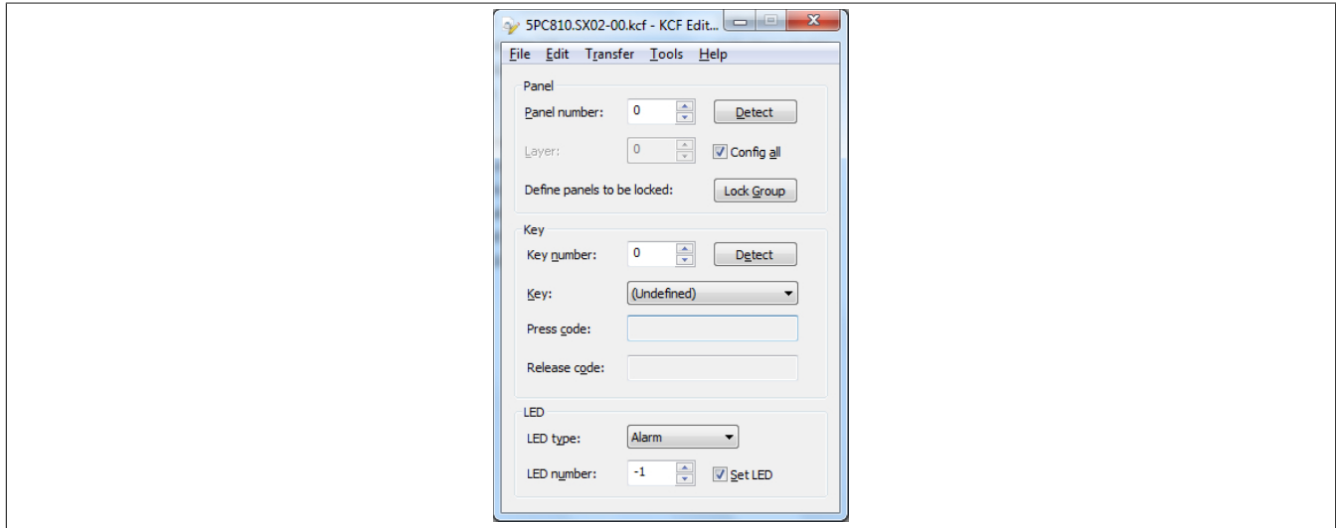 5PC810.SX02-00.kcf - KCF Edit...
File Edit Transfer Tools Help
Panel
Panel number: 0 Detect
Layer: 0 Config all
Define panels to be locked: Lock Group
Key
Key number: 0 Detect
Key: (Undefined)
Press code:
Release code:
LED
LED type: Alarm
LED number: -1 Set LED